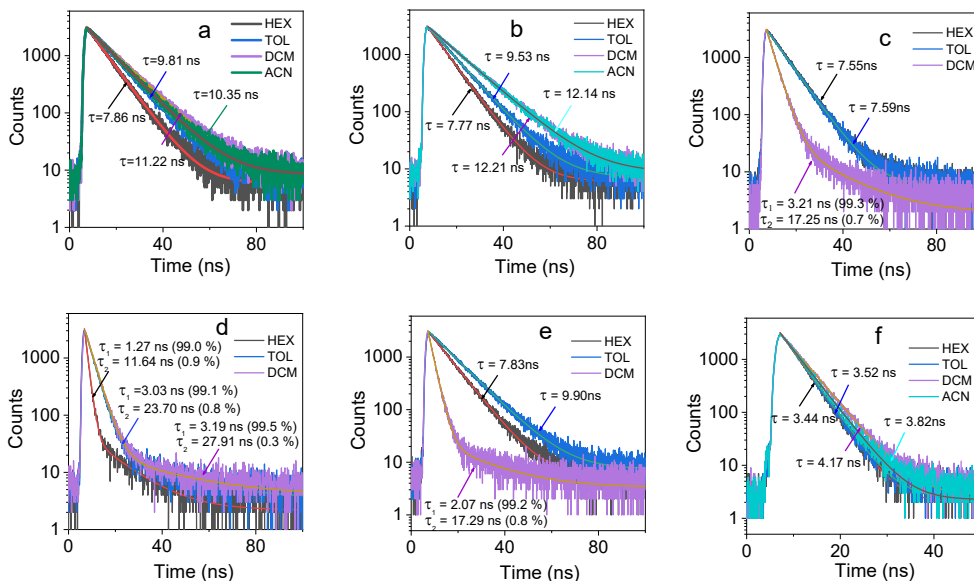 a
HEX
TOL
DCM
ACN
τ=9.81 ns
τ=10.35 ns
τ=7.86 ns
τ=11.22 ns
Counts
1000
100
10
1
0 40 80
Time (ns)
b
HEX
TOL
DCM
ACN
τ = 9.53 ns
τ = 12.14 ns
τ = 7.77 ns
τ = 12.21 ns
Counts
1000
100
10
1
0 40 80
Time (ns)
c
HEX
TOL
DCM
τ = 7.55ns
τ = 7.59ns
τ1 = 3.21 ns (99.3 %)
τ2 = 17.25 ns (0.7 %)
Counts
1000
100
10
1
0 40 80
Time (ns)
d
HEX
TOL
DCM
τ1 = 1.27 ns (99.0 %)
τ2 = 11.64 ns (0.9 %)
τ1 = 3.03 ns (99.1 %)
τ2 = 23.70 ns (0.8 %)
τ1 = 3.19 ns (99.5 %)
τ2 = 27.91 ns (0.3 %)
Counts
1000
100
10
1
0 40 80
Time (ns)
e
HEX
TOL
DCM
τ = 7.83ns
τ = 9.90ns
τ1 = 2.07 ns (99.2 %)
τ2 = 17.29 ns (0.8 %)
Counts
1000
100
10
1
0 40 80
Time (ns)
f
HEX
TOL
DCM
ACN
τ = 3.52 ns
τ = 3.44 ns
τ = 3.82ns
τ = 4.17 ns
Counts
1000
100
10
1
0 20 40
Time (ns)